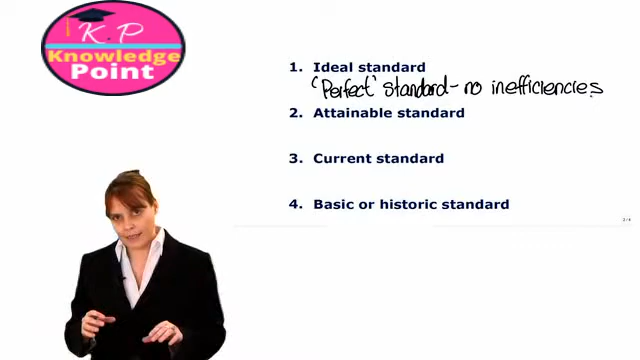 K.P
Knowledge
Point
1. Ideal standard
'Perfect' standard - no inefficiencies
2. Attainable standard
3. Current standard
4. Basic or historic standard